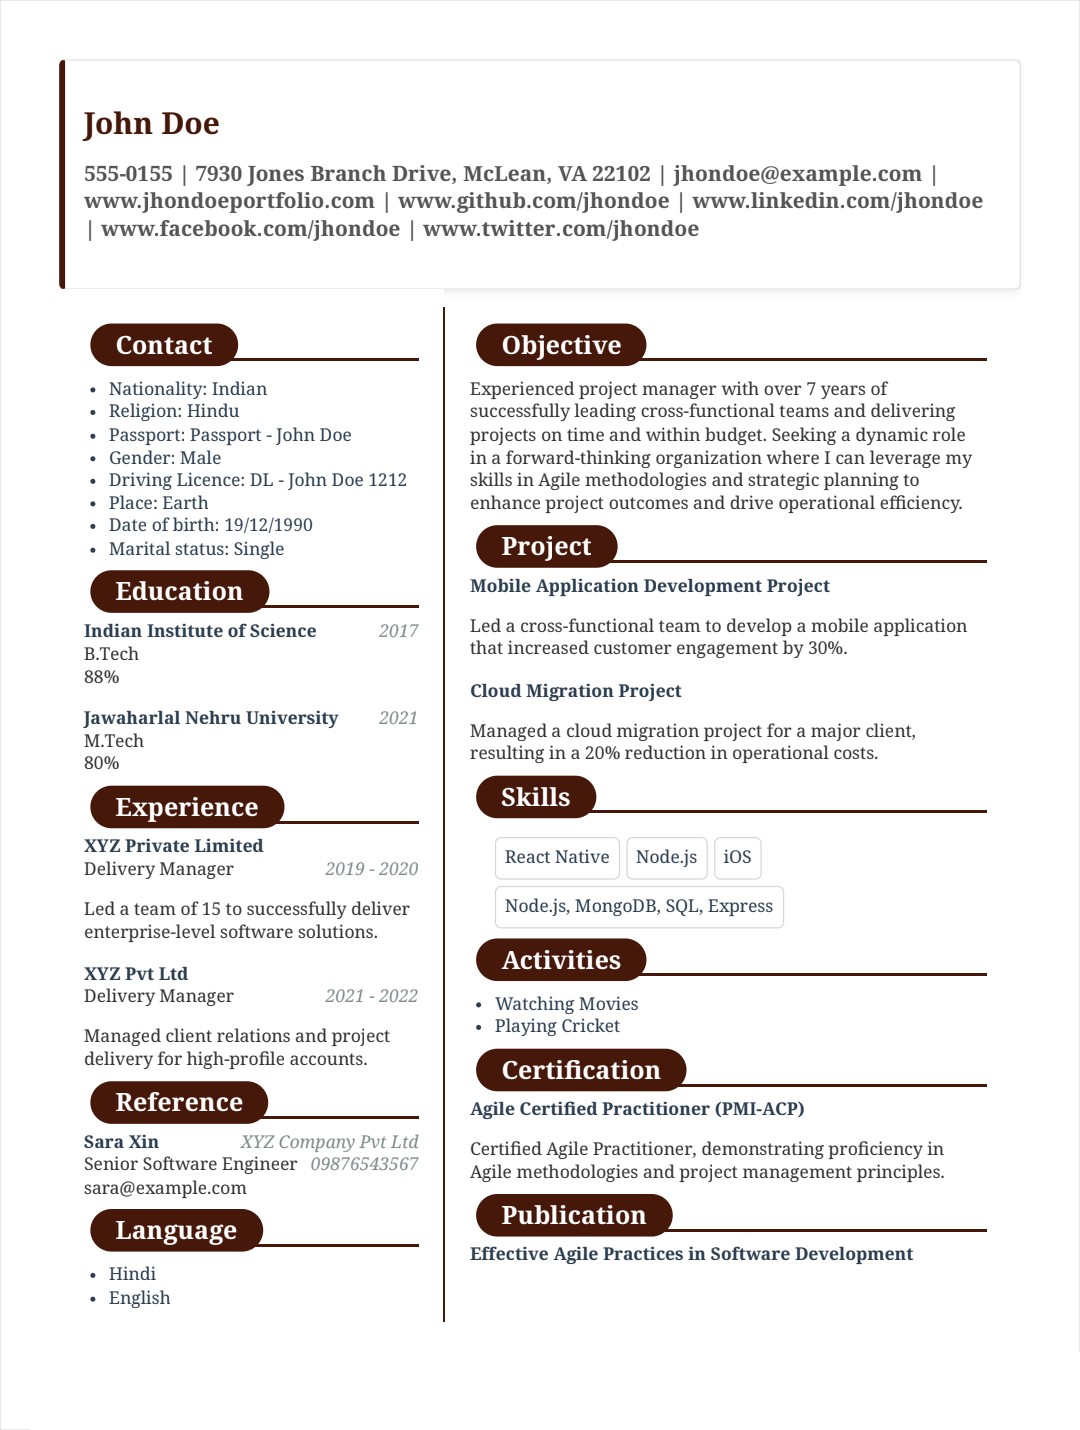 John Doe
555-0155 | 7930 Jones Branch Drive, McLean, VA 22102 | jhondoe@example.com |
www.jhondoeportfolio.com | www.github.com/jhondoe | www.linkedin.com/jhondoe
| www.facebook.com/jhondoe | www.twitter.com/jhondoe
Contact
• Nationality: Indian
• Religion: Hindu
• Passport: Passport - John Doe
• Gender: Male
• Driving Licence: DL - John Doe 1212
• Place: Earth
• Date of birth: 19/12/1990
• Marital status: Single
Education
Indian Institute of Science 2017
B.Tech
88%
Jawaharlal Nehru University 2021
M.Tech
80%
Experience
XYZ Private Limited
Delivery Manager 2019 - 2020
Led a team of 15 to successfully deliver
enterprise-level software solutions.
XYZ Pvt Ltd
Delivery Manager 2021 - 2022
Managed client relations and project
delivery for high-profile accounts.
Reference
Sara Xin XYZ Company Pvt Ltd
Senior Software Engineer 09876543567
sara@example.com
Language
• Hindi
• English
Objective
Experienced project manager with over 7 years of
successfully leading cross-functional teams and delivering
projects on time and within budget. Seeking a dynamic role
in a forward-thinking organization where I can leverage my
skills in Agile methodologies and strategic planning to
enhance project outcomes and drive operational efficiency.
Project
Mobile Application Development Project
Led a cross-functional team to develop a mobile application
that increased customer engagement by 30%.
Cloud Migration Project
Managed a cloud migration project for a major client,
resulting in a 20% reduction in operational costs.
Skills
React Native Node.js iOS
Node.js, MongoDB, SQL, Express
Activities
• Watching Movies
• Playing Cricket
Certification
Agile Certified Practitioner (PMI-ACP)
Certified Agile Practitioner, demonstrating proficiency in
Agile methodologies and project management principles.
Publication
Effective Agile Practices in Software Development